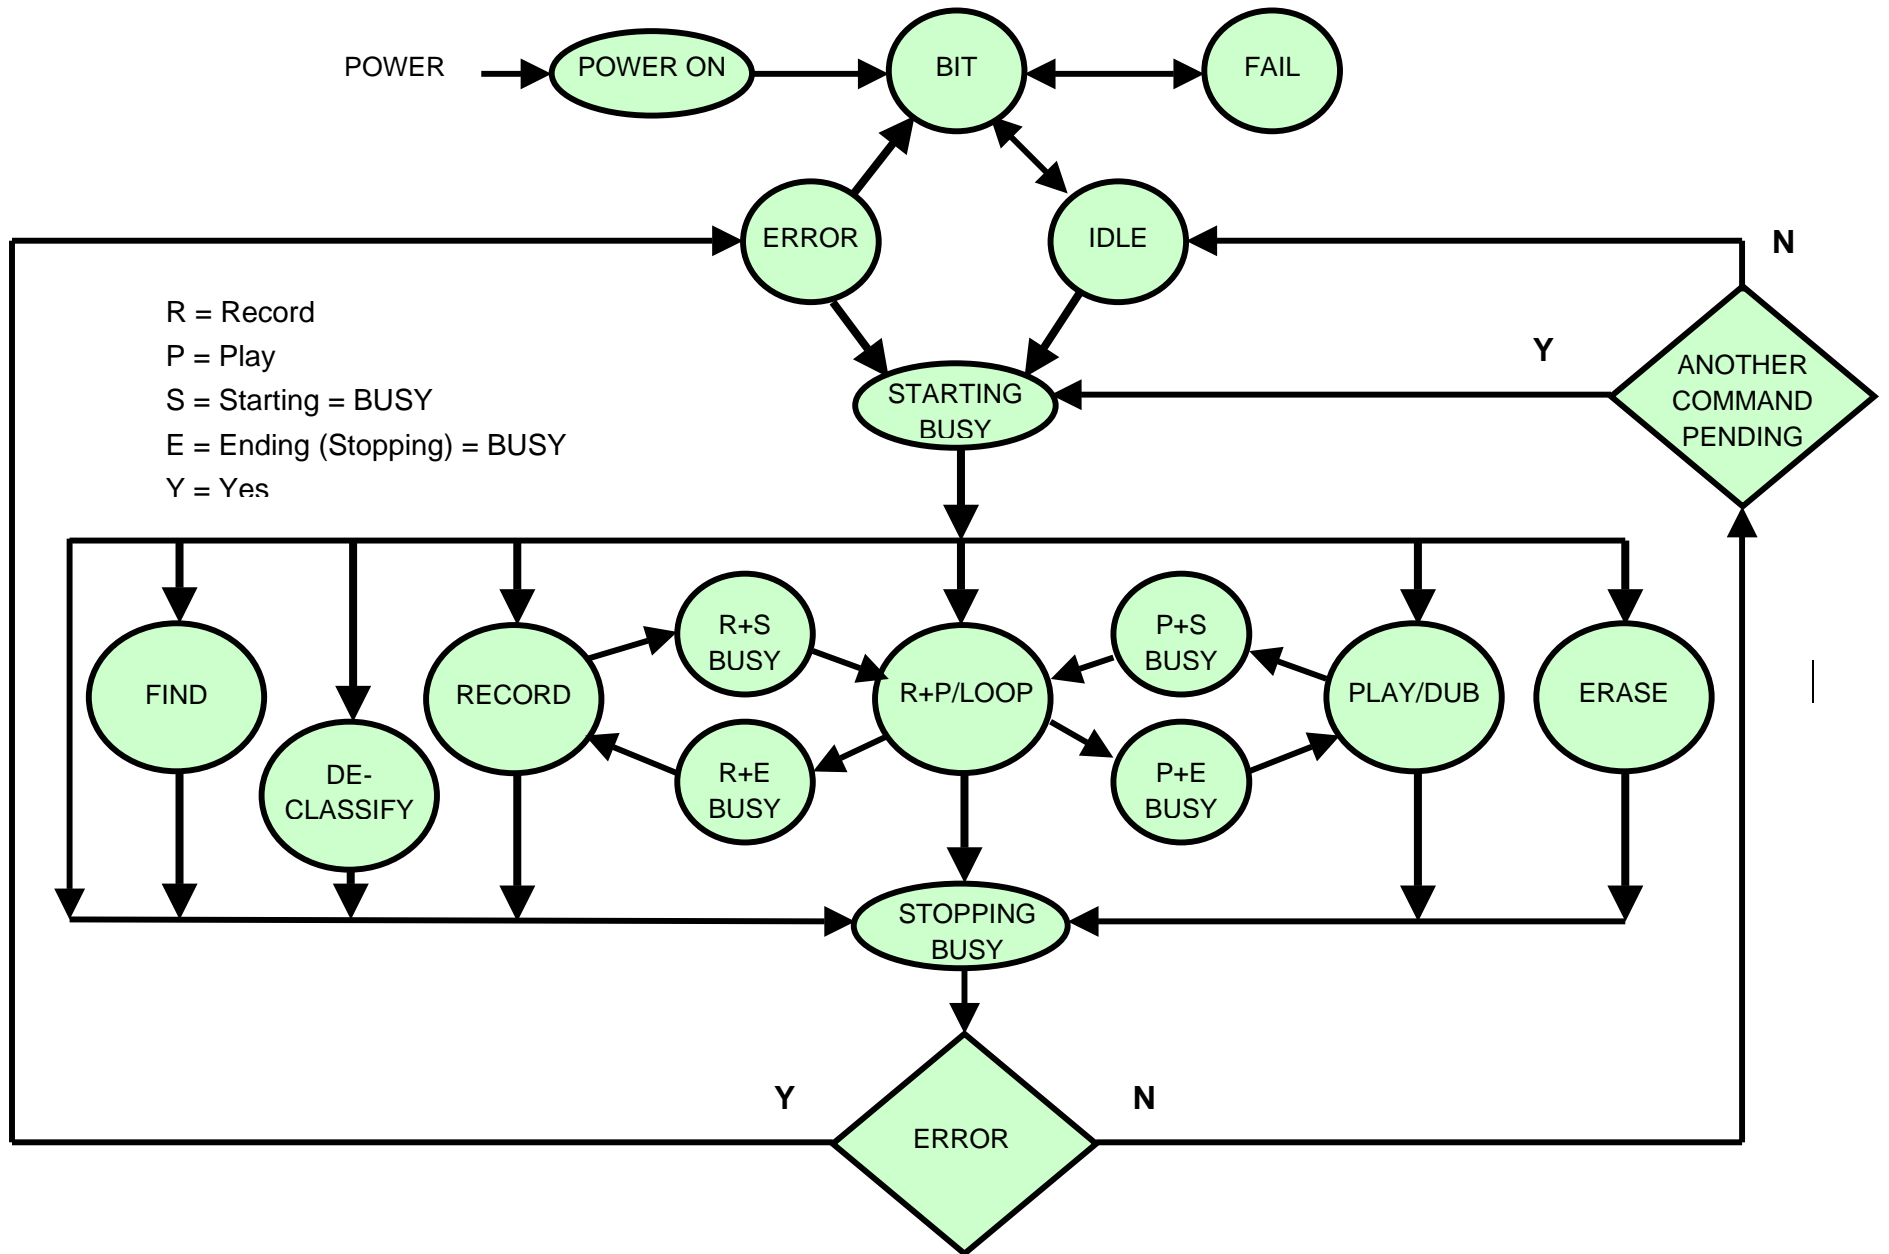 POWER
POWER ON
BIT
FAIL
ERROR
IDLE
N
R = Record
P = Play
S = Starting = BUSY
E = Ending (Stopping) = BUSY
Y = Yes
Y
ANOTHER
COMMAND
PENDING
STARTING
BUSY
FIND
DE-
CLASSIFY
RECORD
R+S
BUSY
R+E
BUSY
R+P/LOOP
P+S
BUSY
P+E
BUSY
PLAY/DUB
ERASE
STOPPING
BUSY
Y
N
ERROR